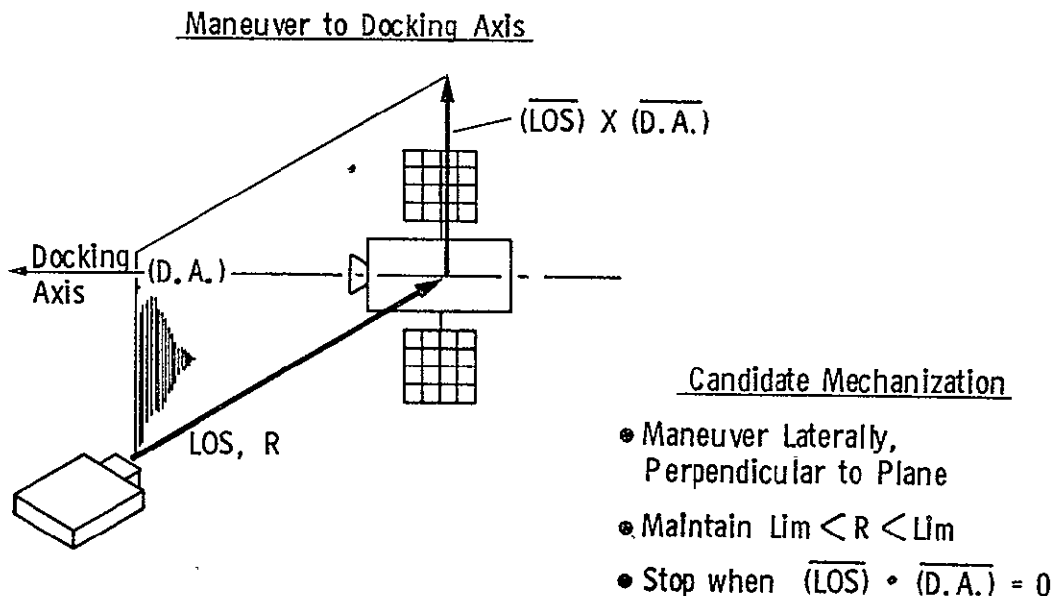 Maneuver to Docking Axis
(LOS) X (D.A.)
Docking
(D.A.)
Axis
LOS, R
Candidate Mechanization
• Maneuver Laterally,
Perpendicular to Plane
• Maintain Lim < R < Lim
• Stop when (LOS) • (D.A.) = 0